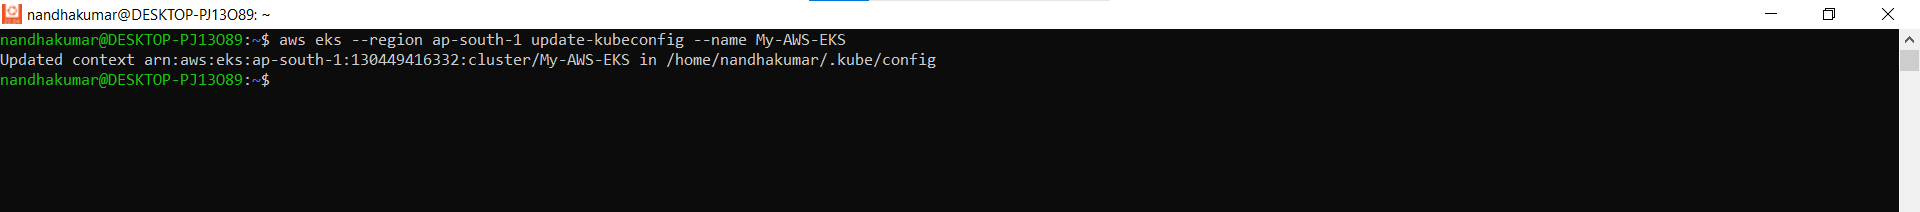 nandhakumar@DESKTOP-PJ13O89: ~
nandhakumar@DESKTOP-PJ13O89:~$ aws eks --region ap-south-1 update-kubeconfig --name My-AWS-EKS
Updated context arn:aws:eks:ap-south-1:130449416332:cluster/My-AWS-EKS in /home/nandhakumar/.kube/config
nandhakumar@DESKTOP-PJ13O89:~$